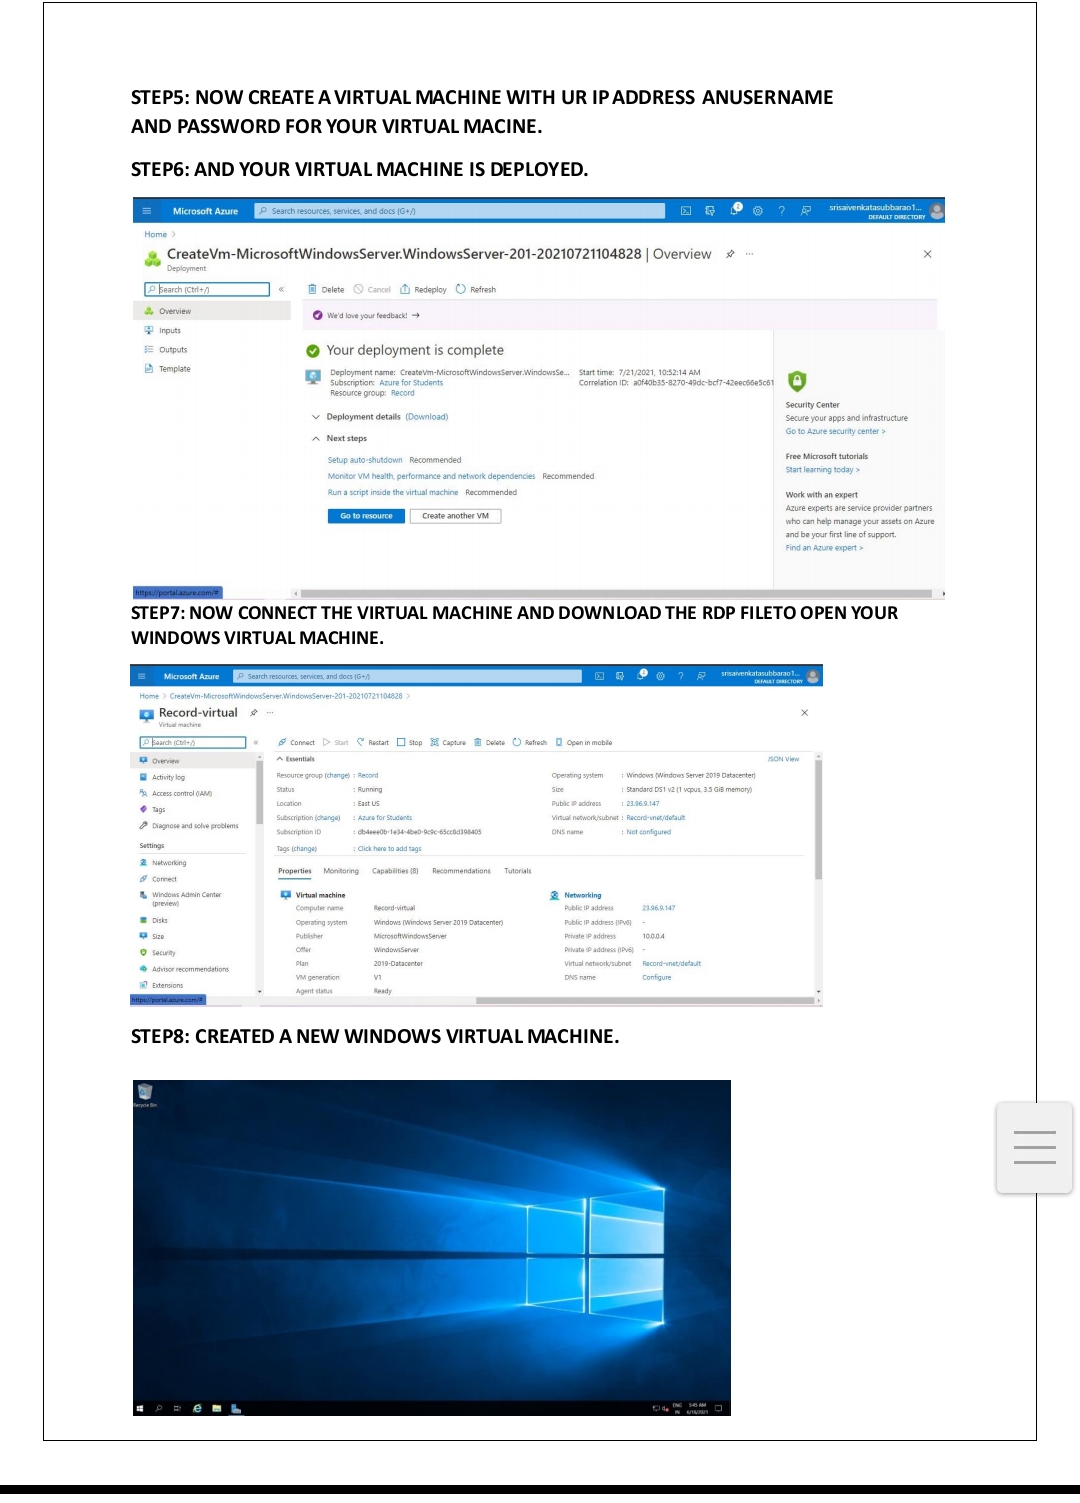 STEP5: NOW CREATE A VIRTUAL MACHINE WITH UR IP ADDRESS ANUSERNAME
AND PASSWORD FOR YOUR VIRTUAL MACINE.
STEP6: AND YOUR VIRTUAL MACHINE IS DEPLOYED.
Microsoft Azure Search resources, services, and docs (G+/) 2 srisaivenkatasubbarao1... DEFAULT DIRECTORY
Home >
CreateVm-MicrosoftWindowsServer.WindowsServer-201-20210721104828 | Overview ...
Deployment
Search (Ctrl+/) « Delete Cancel Redeploy Refresh
Overview
Inputs
Outputs
Template
We'd love your feedback! →
Your deployment is complete
Deployment name: CreateVm-MicrosoftWindowsServer.WindowsSe... Start time: 7/21/2021, 10:52:14 AM
Subscription: Azure for Students Correlation ID: a0f40b35-8270-49dc-bcf7-42eec66e5c61
Resource group: Record
Deployment details (Download)
Next steps
Setup auto-shutdown Recommended
Monitor VM health, performance and network dependencies Recommended
Run a script inside the virtual machine Recommended
Go to resource Create another VM
Security Center
Secure your apps and infrastructure
Go to Azure security center >
Free Microsoft tutorials
Start learning today >
Work with an expert
Azure experts are service provider partners
who can help manage your assets on Azure
and be your first line of support.
Find an Azure expert >
https://portal.azure.com/#
STEP7: NOW CONNECT THE VIRTUAL MACHINE AND DOWNLOAD THE RDP FILETO OPEN YOUR
WINDOWS VIRTUAL MACHINE.
Microsoft Azure Search resources, services, and docs (G+/) srisaivenkatasubbarao1... DEFAULT DIRECTORY
Home > CreateVm-MicrosoftWindowsServer.WindowsServer-201-20210721104828 >
Record-virtual ...
Virtual machine
Search (Ctrl+/) « Connect Start Restart Stop Capture Delete Refresh Open in mobile
Overview
Activity log
Access control (IAM)
Tags
Diagnose and solve problems
Settings
Networking
Connect
Windows Admin Center
(preview)
Disks
Size
Security
Advisor recommendations
Extensions
Essentials JSON View
Resource group (change) : Record Operating system : Windows (Windows Server 2019 Datacenter)
Status : Running Size : Standard DS1 v2 (1 vcpus, 3.5 GiB memory)
Location : East US Public IP address : 23.96.9.147
Subscription (change) : Azure for Students Virtual network/subnet : Record-vnet/default
Subscription ID : db4aee0b-1e34-4be0-9c9c-65cc8d398405 DNS name : Not configured
Tags (change) : Click here to add tags
Properties Monitoring Capabilities (8) Recommendations Tutorials
Virtual machine
Computer name Record-virtual
Operating system Windows (Windows Server 2019 Datacenter)
Publisher MicrosoftWindowsServer
Offer WindowsServer
Plan 2019-Datacenter
VM generation V1
Agent status Ready
Networking
Public IP address 23.96.9.147
Public IP address (IPv6) -
Private IP address 10.0.0.4
Private IP address (IPv6) -
Virtual network/subnet Record-vnet/default
DNS name Configure
https://portal.azure.com/#
STEP8: CREATED A NEW WINDOWS VIRTUAL MACHINE.
Recycle Bin
ENG 5:45 AM
IN 6/16/2021